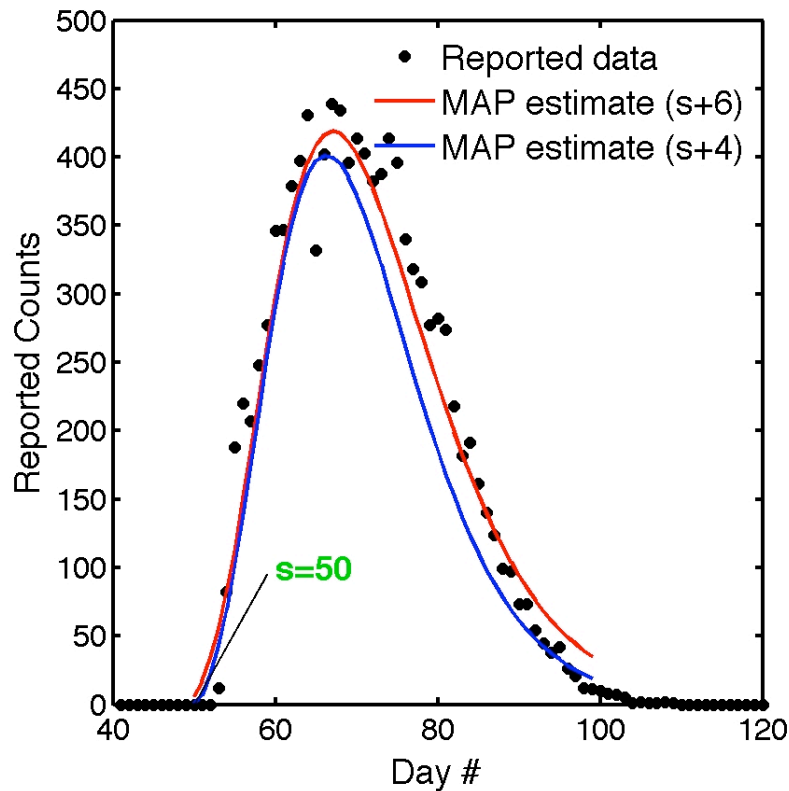 500
450
400
350
300
250
200
150
100
50
0
Reported Counts
Reported data
MAP estimate (s+6)
MAP estimate (s+4)
s=50
40
60
80
100
120
Day #